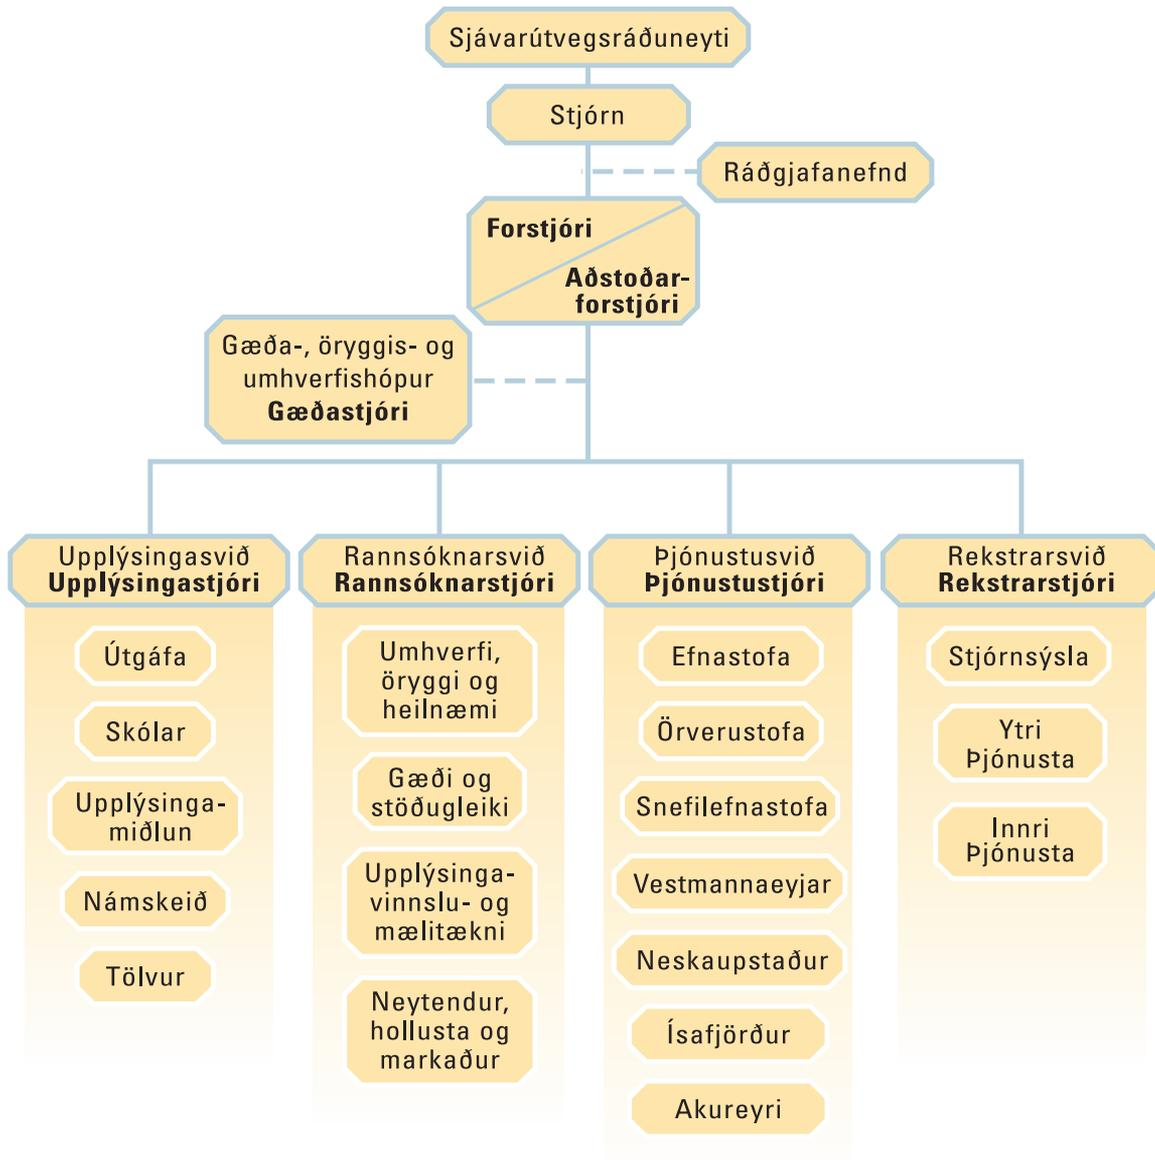 Sjávarútvegsráðuneyti
Stjórn
Ráðgjafanefnd
Forstjóri
Aðstoðar-
forstjóri
Gæða-, öryggis- og
umhverfishópur
Gæðastjóri
Upplýsingasvið
Upplýsingastjóri
Útgáfa
Skólar
Upplýsinga-
miðlun
Námskeið
Tölvur
Rannsóknarsvið
Rannsóknarstjóri
Umhverfi,
öryggi og
heilnæmi
Gæði og
stöðugleiki
Upplýsinga-
vinnslu- og
mælitækni
Neytendur,
hollusta og
markaður
Þjónustusvið
Þjónustustjóri
Efnastofa
Örverustofa
Snefilefnastofa
Vestmannaeyjar
Neskaupstaður
Ísafjörður
Akureyri
Rekstrarsvið
Rekstrarstjóri
Stjórnsýsla
Ytri
Þjónusta
Innri
Þjónusta